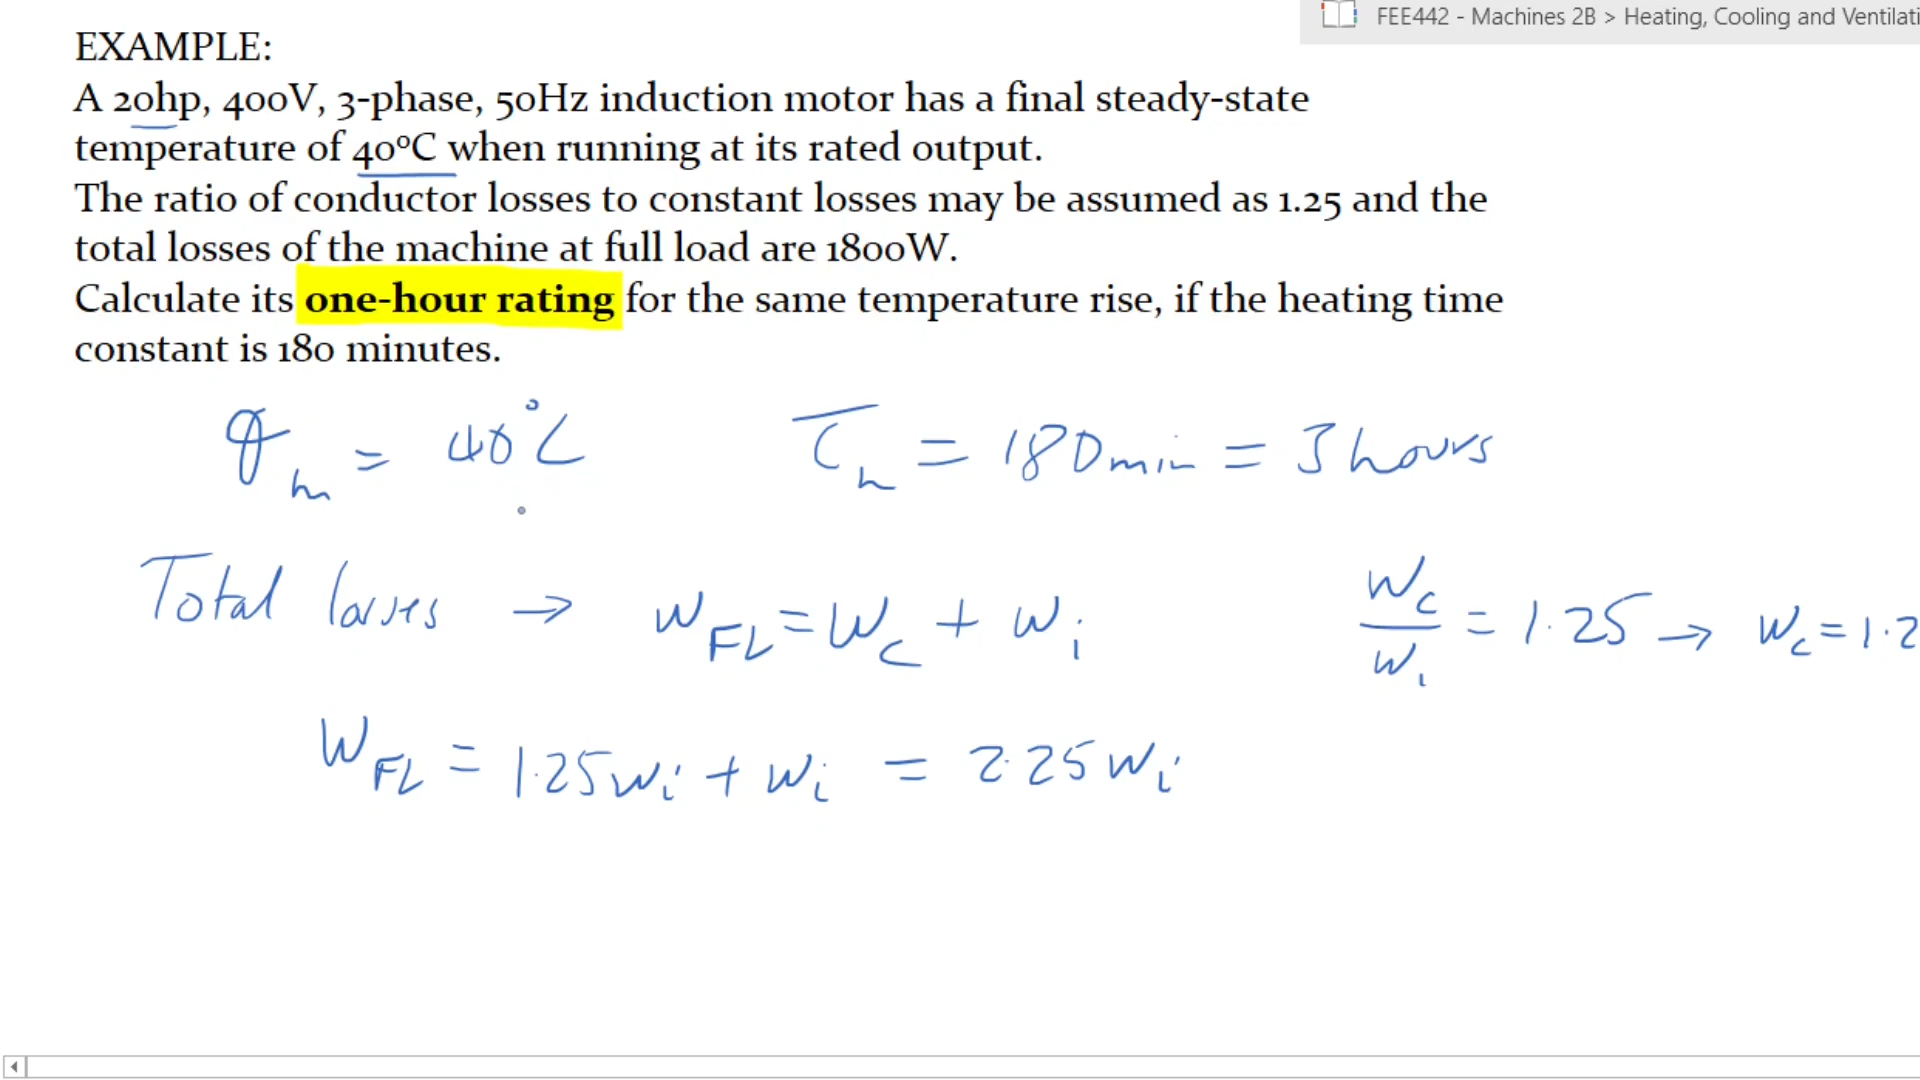 FEE442 - Machines 2B > Heating, Cooling and Ventilati
EXAMPLE:
A 20hp, 400V, 3-phase, 50Hz induction motor has a final steady-state
temperature of 40°C when running at its rated output.
The ratio of conductor losses to constant losses may be assumed as 1.25 and the
total losses of the machine at full load are 1800W.
Calculate its one-hour rating for the same temperature rise, if the heating time
constant is 180 minutes.
θm = 40°C τh = 180min = 3 hours
Total losses → WFL = Wc + Wi Wc/Wi = 1.25 → Wc = 1.2
WFL = 1.25Wi + Wi = 2.25Wi